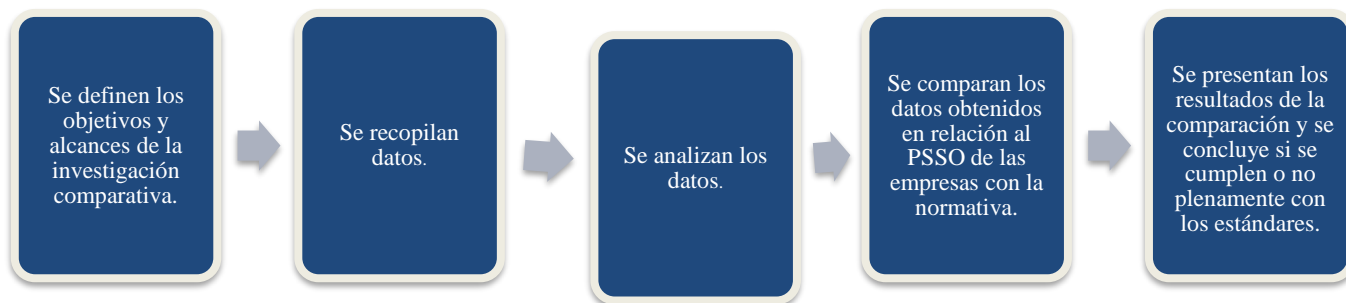 Se definen los
objetivos y
alcances de la
investigación
comparativa.
Se recopilan
datos.
Se analizan los
datos.
Se comparan los
datos obtenidos
en relación al
PSSO de las
empresas con la
normativa.
Se presentan los
resultados de la
comparación y se
concluye si se
cumplen o no
plenamente con
los estándares.